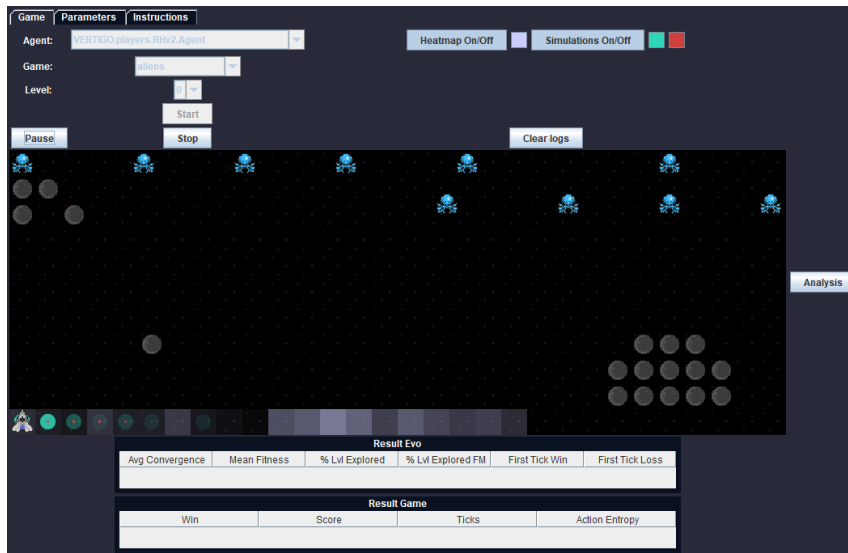 Game Parameters Instructions
Agent: VERTIGO.players.RHv2.Agent Heatmap On/Off Simulations On/Off
Game: aliens
Level: 0
Start
Pause Stop Clear logs
Analysis
Result Evo
Avg Convergence Mean Fitness % Lvl Explored % Lvl Explored FM First Tick Win First Tick Loss
Result Game
Win Score Ticks Action Entropy